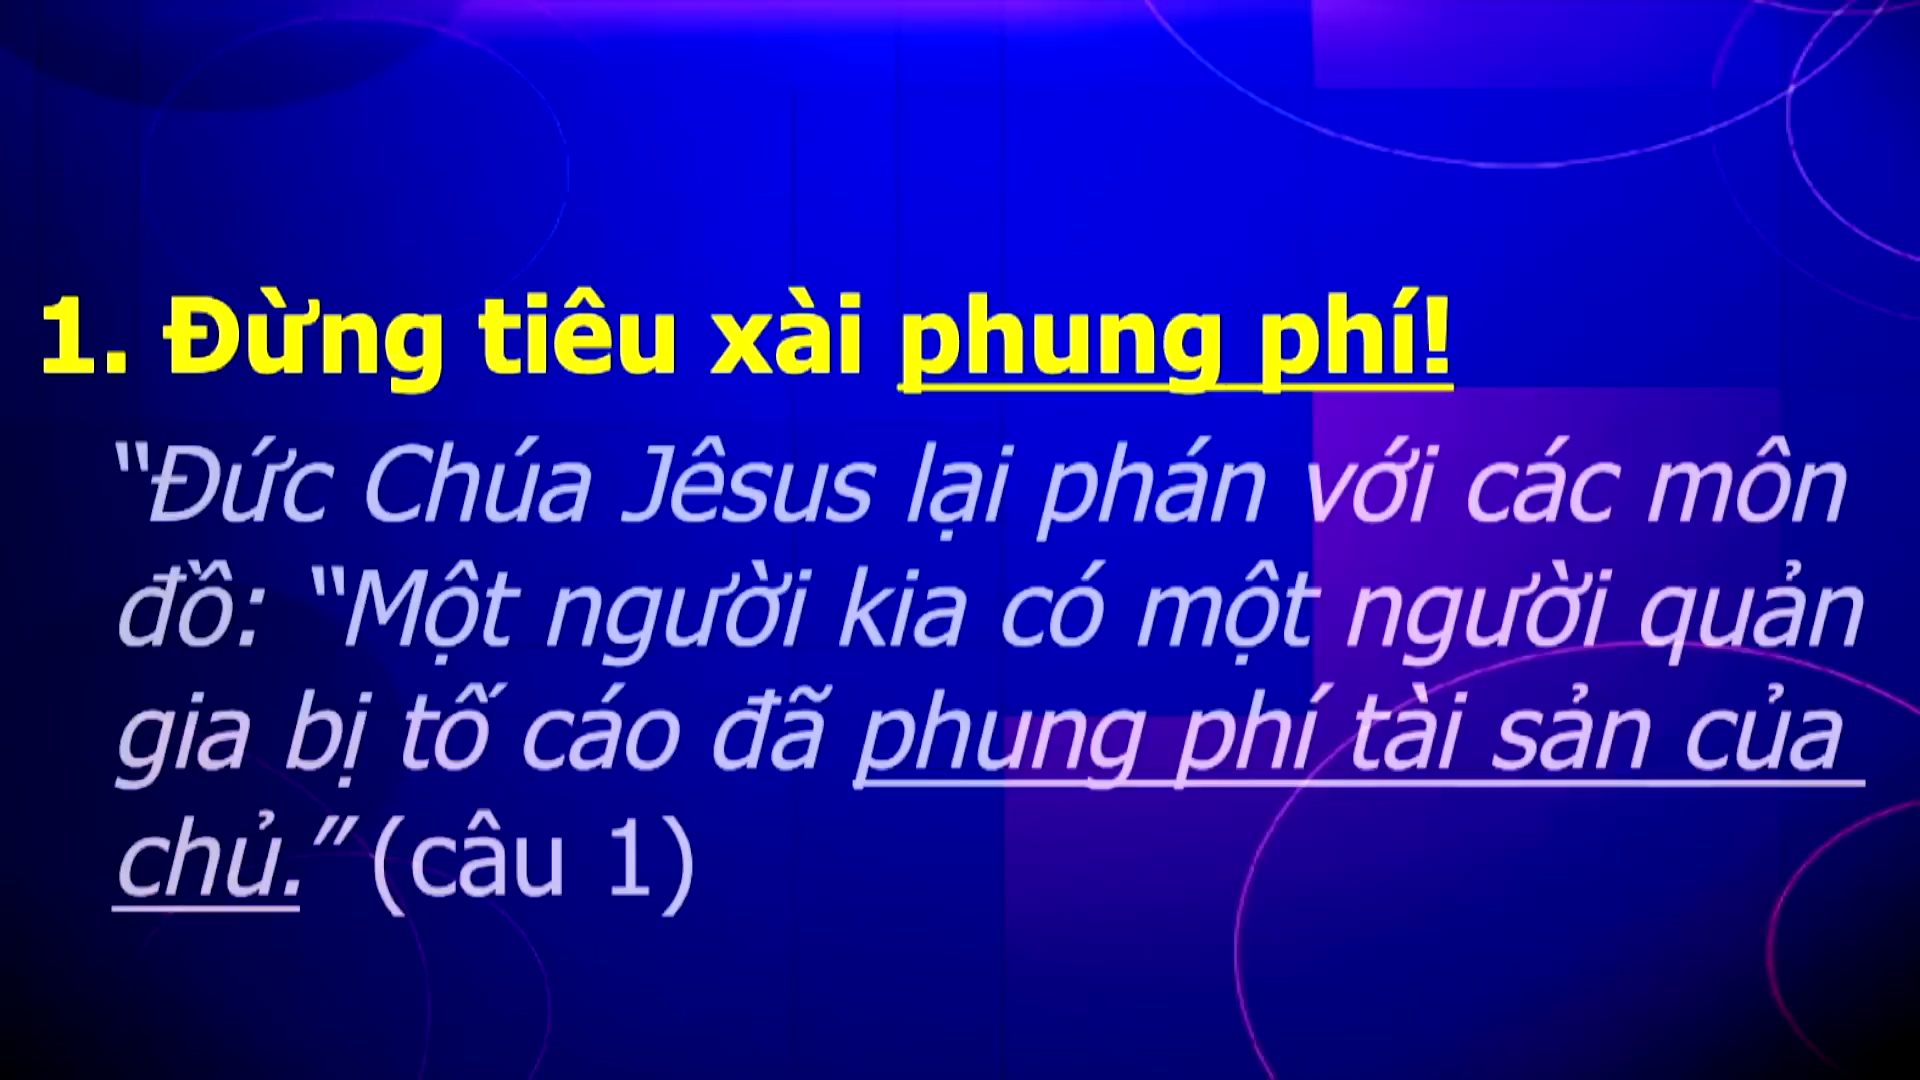 1. Đừng tiêu xài phung phí!
“Đức Chúa Jêsus lại phán với các môn
đồ: “Một người kia có một người quản
gia bị tố cáo đã phung phí tài sản của
chủ.” (câu 1)